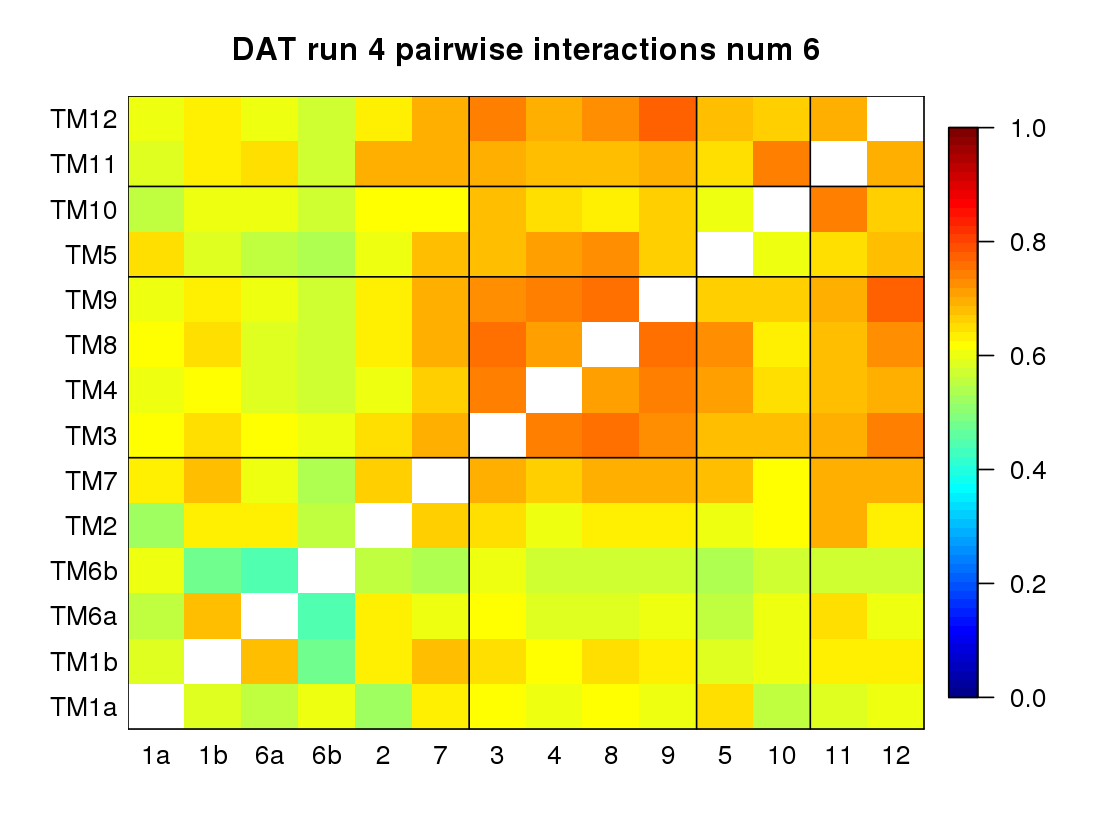 DAT run 4 pairwise interactions num 6
TM12
TM11
TM10
TM5
TM9
TM8
TM4
TM3
TM7
TM2
TM6b
TM6a
TM1b
TM1a
1a 1b 6a 6b 2 7 3 4 8 9 5 10 11 12
1.0
0.8
0.6
0.4
0.2
0.0